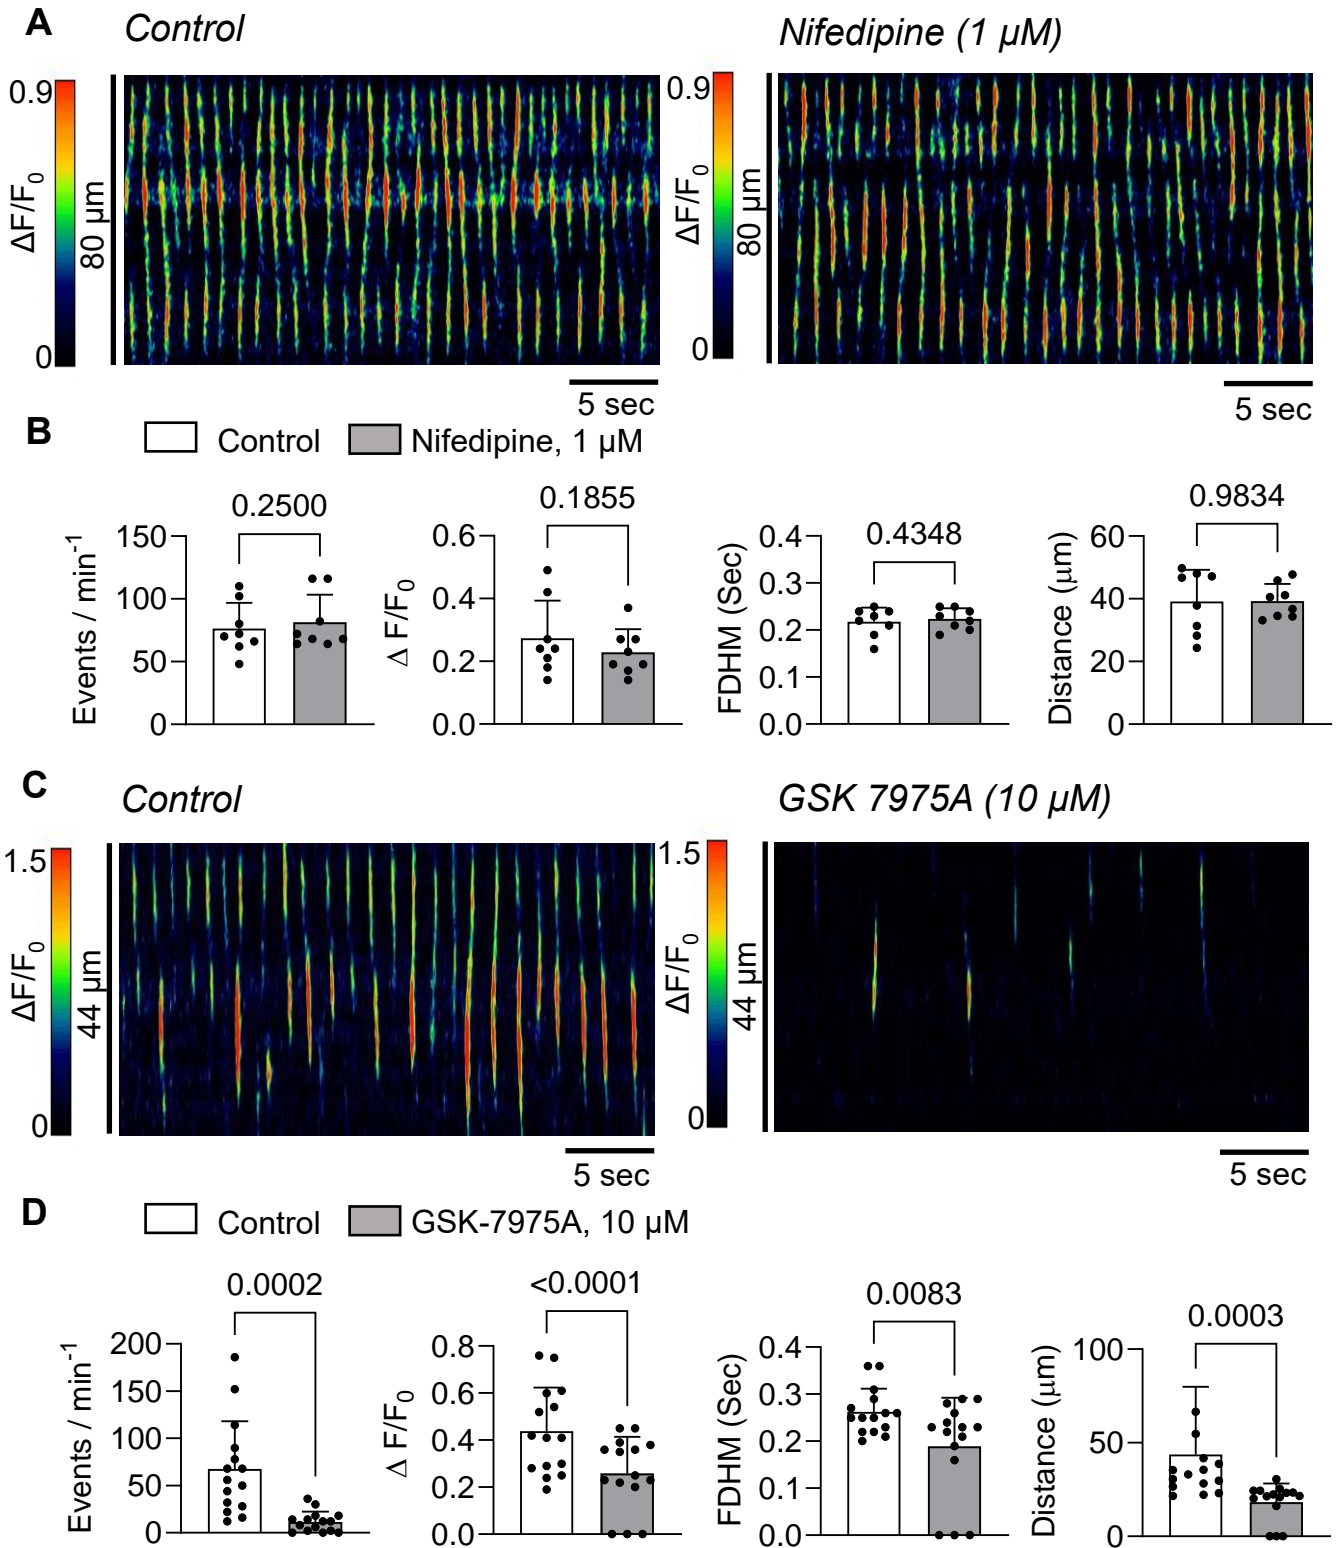 A
Control
Nifedipine (1 µM)
0.9
ΔF/F0
0
80 µm
5 sec
0.9
ΔF/F0
0
80 µm
5 sec
B
Control
Nifedipine, 1 µM
0.2500
150
100
50
0
Events / min-1
0.1855
0.6
0.4
0.2
0.0
Δ F/F0
0.4348
0.4
0.3
0.2
0.1
0.0
FDHM (Sec)
0.9834
60
40
20
0
Distance (µm)
C
Control
GSK 7975A (10 µM)
1.5
ΔF/F0
0
44 µm
5 sec
1.5
ΔF/F0
0
44 µm
5 sec
D
Control
GSK-7975A, 10 µM
0.0002
200
150
100
50
0
Events / min-1
<0.0001
0.8
0.6
0.4
0.2
0.0
Δ F/F0
0.0083
0.4
0.3
0.2
0.1
0.0
FDHM (Sec)
0.0003
100
50
0
Distance (µm)